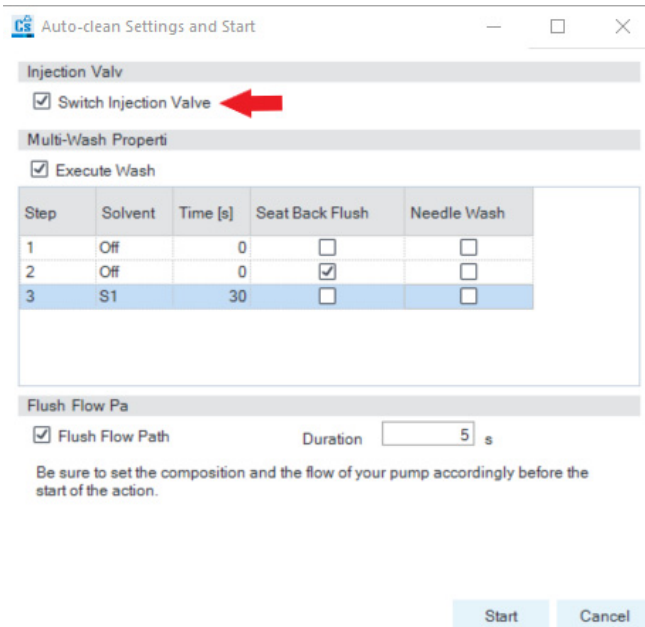 Cs Auto-clean Settings and Start
Injection Valv
Switch Injection Valve
Multi-Wash Properti
Execute Wash
Step Solvent Time [s] Seat Back Flush Needle Wash
1 Off 0
2 Off 0
3 S1 30
Flush Flow Pa
Flush Flow Path Duration 5 s
Be sure to set the composition and the flow of your pump accordingly before the
start of the action.
Start Cancel